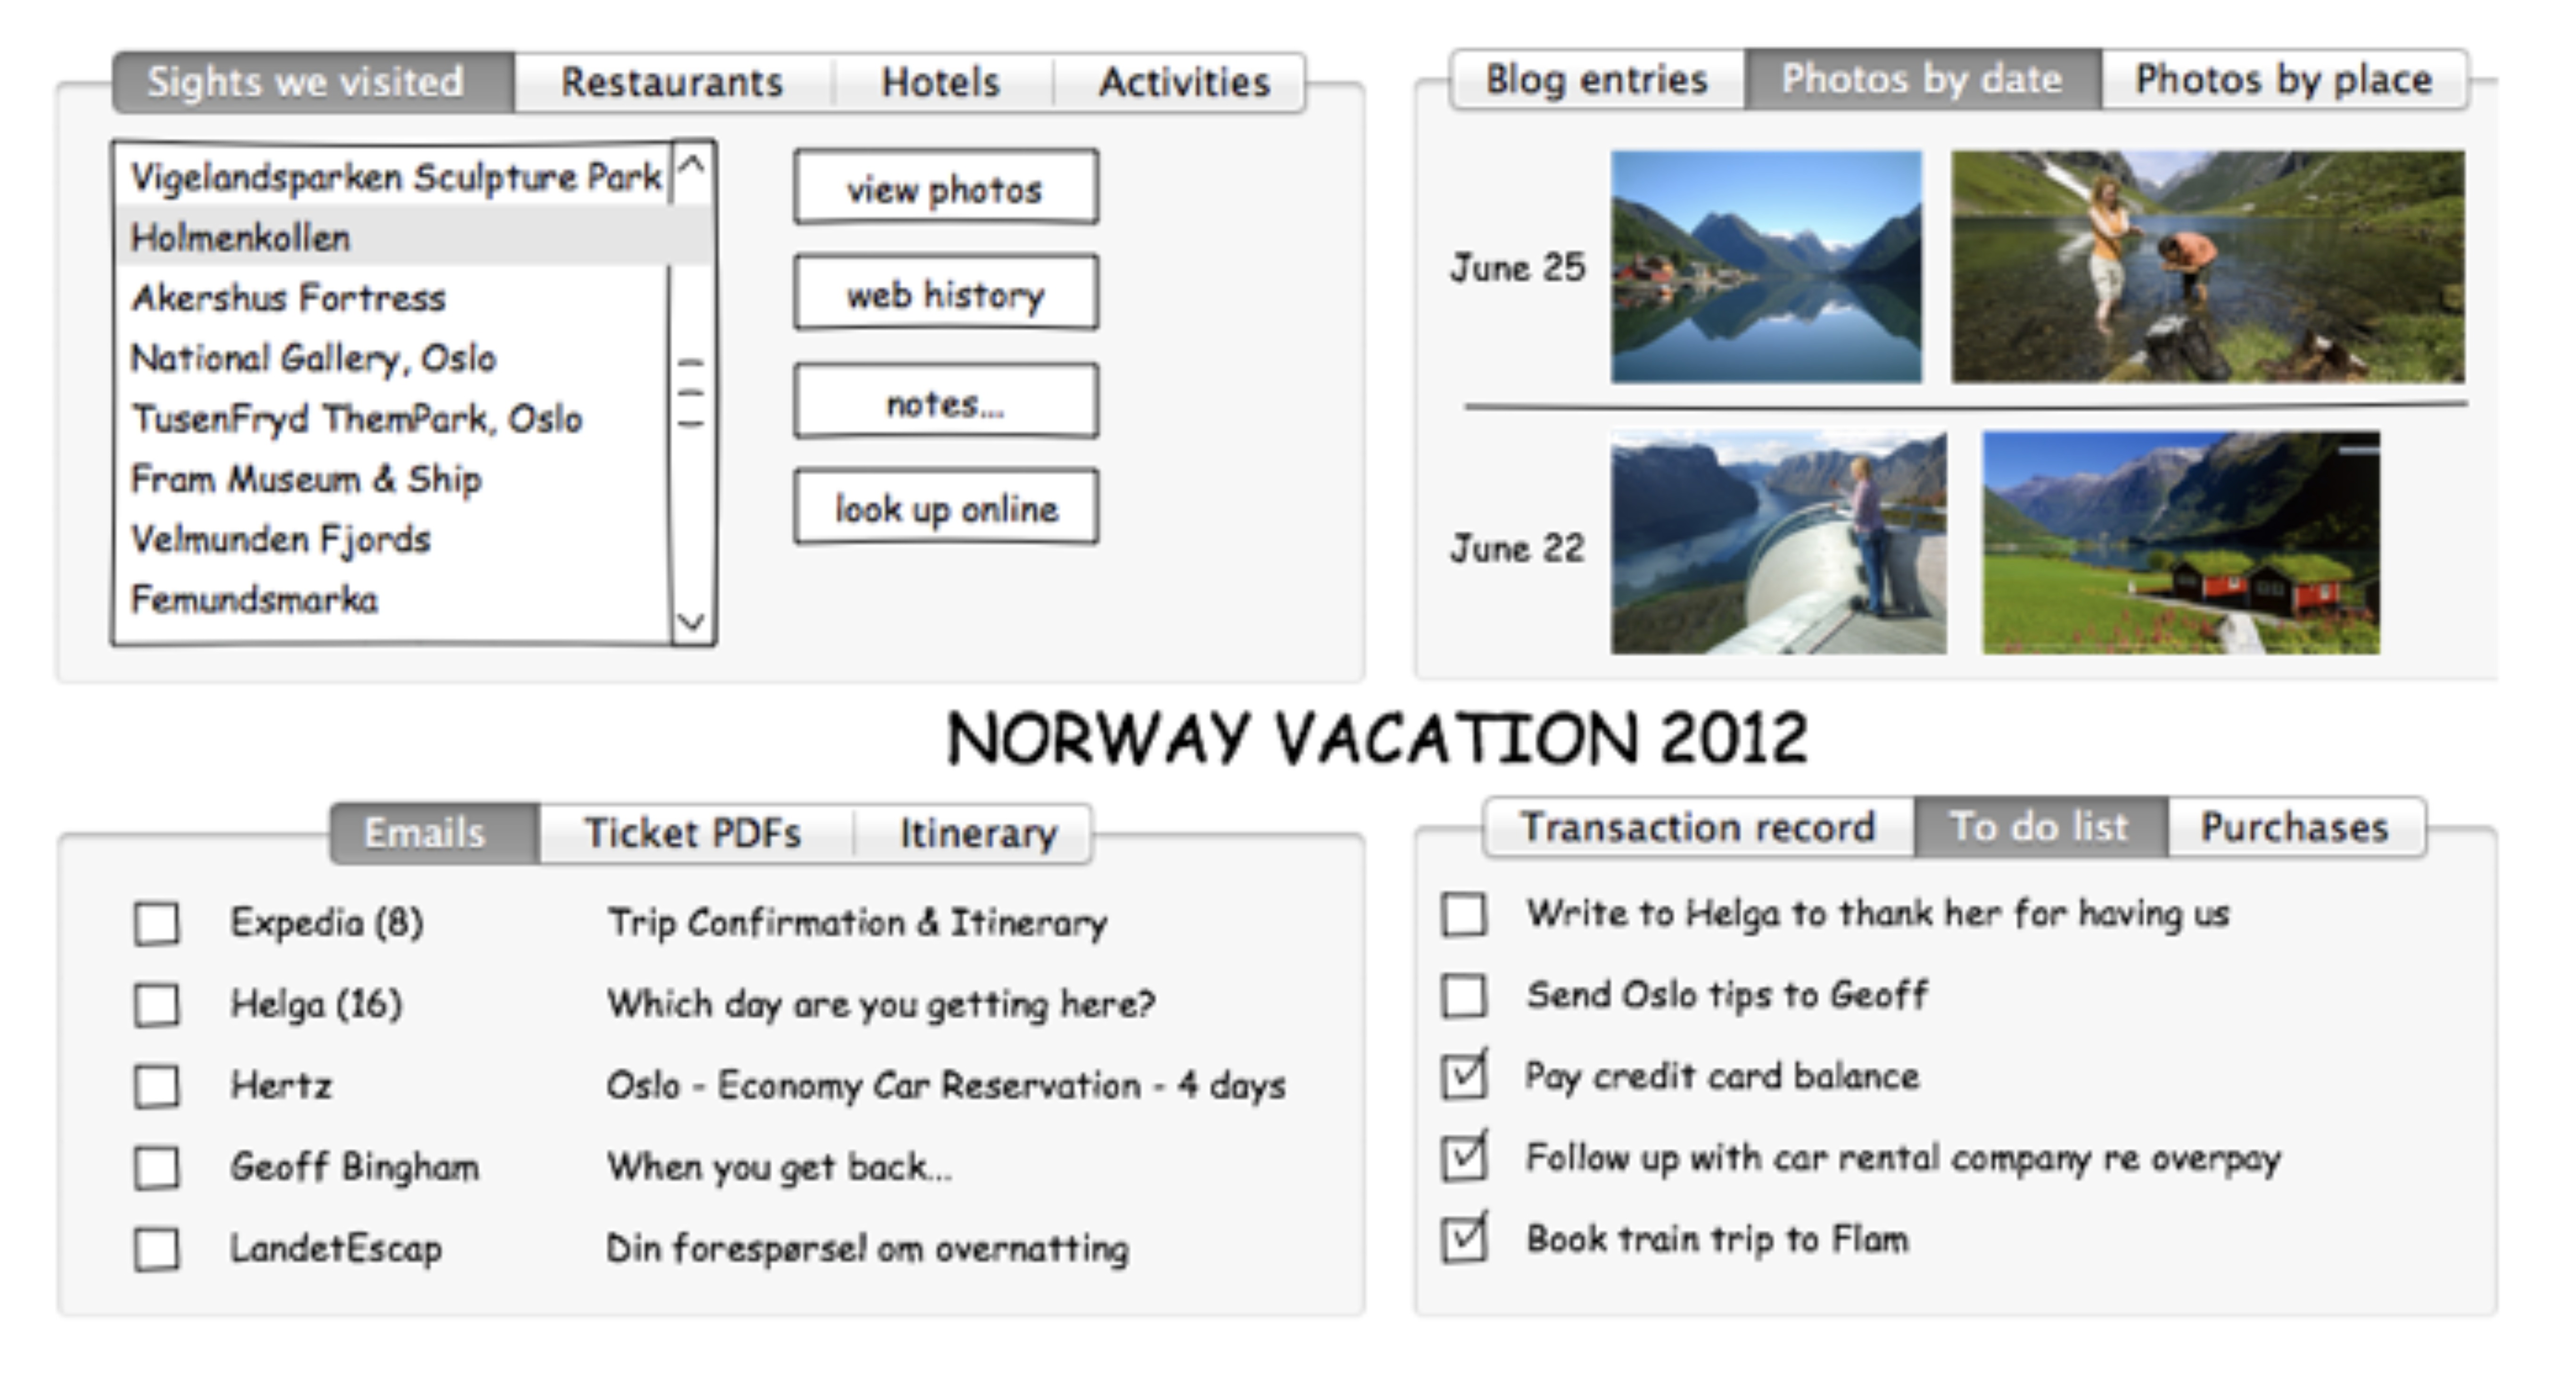 Sights we visited Restaurants Hotels Activities
Vigelandsparken Sculpture Park
Holmenkollen
Akershus Fortress
National Gallery, Oslo
TusenFryd ThemPark, Oslo
Fram Museum & Ship
Velmunden Fjords
Femundsmarka
view photos
web history
notes...
look up online
Blog entries Photos by date Photos by place
June 25
June 22
NORWAY VACATION 2012
Emails Ticket PDFs Itinerary
Expedia (8) Trip Confirmation & Itinerary
Helga (16) Which day are you getting here?
Hertz Oslo - Economy Car Reservation - 4 days
Geoff Bingham When you get back...
LandetEscap Din forespørsel om overnatting
Transaction record To do list Purchases
Write to Helga to thank her for having us
Send Oslo tips to Geoff
Pay credit card balance
Follow up with car rental company re overpay
Book train trip to Flam